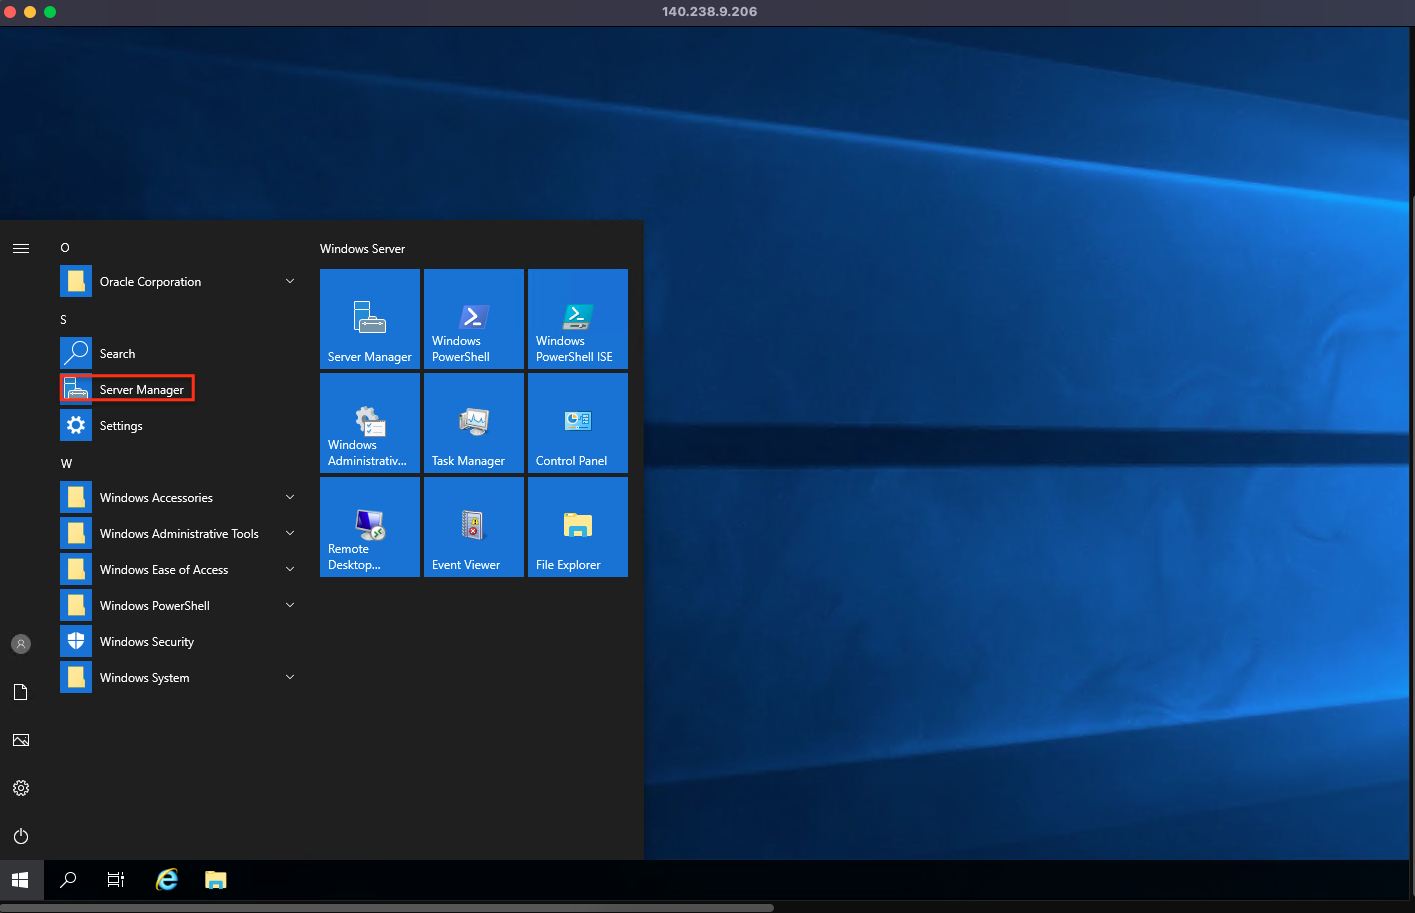 140.238.9.206
O
Oracle Corporation
S
Search
Server Manager
Settings
W
Windows Accessories
Windows Administrative Tools
Windows Ease of Access
Windows PowerShell
Windows Security
Windows System
Windows Server
Server Manager
Windows
PowerShell
Windows
PowerShell ISE
Windows
Administrativ...
Task Manager
Control Panel
Remote
Desktop...
Event Viewer
File Explorer